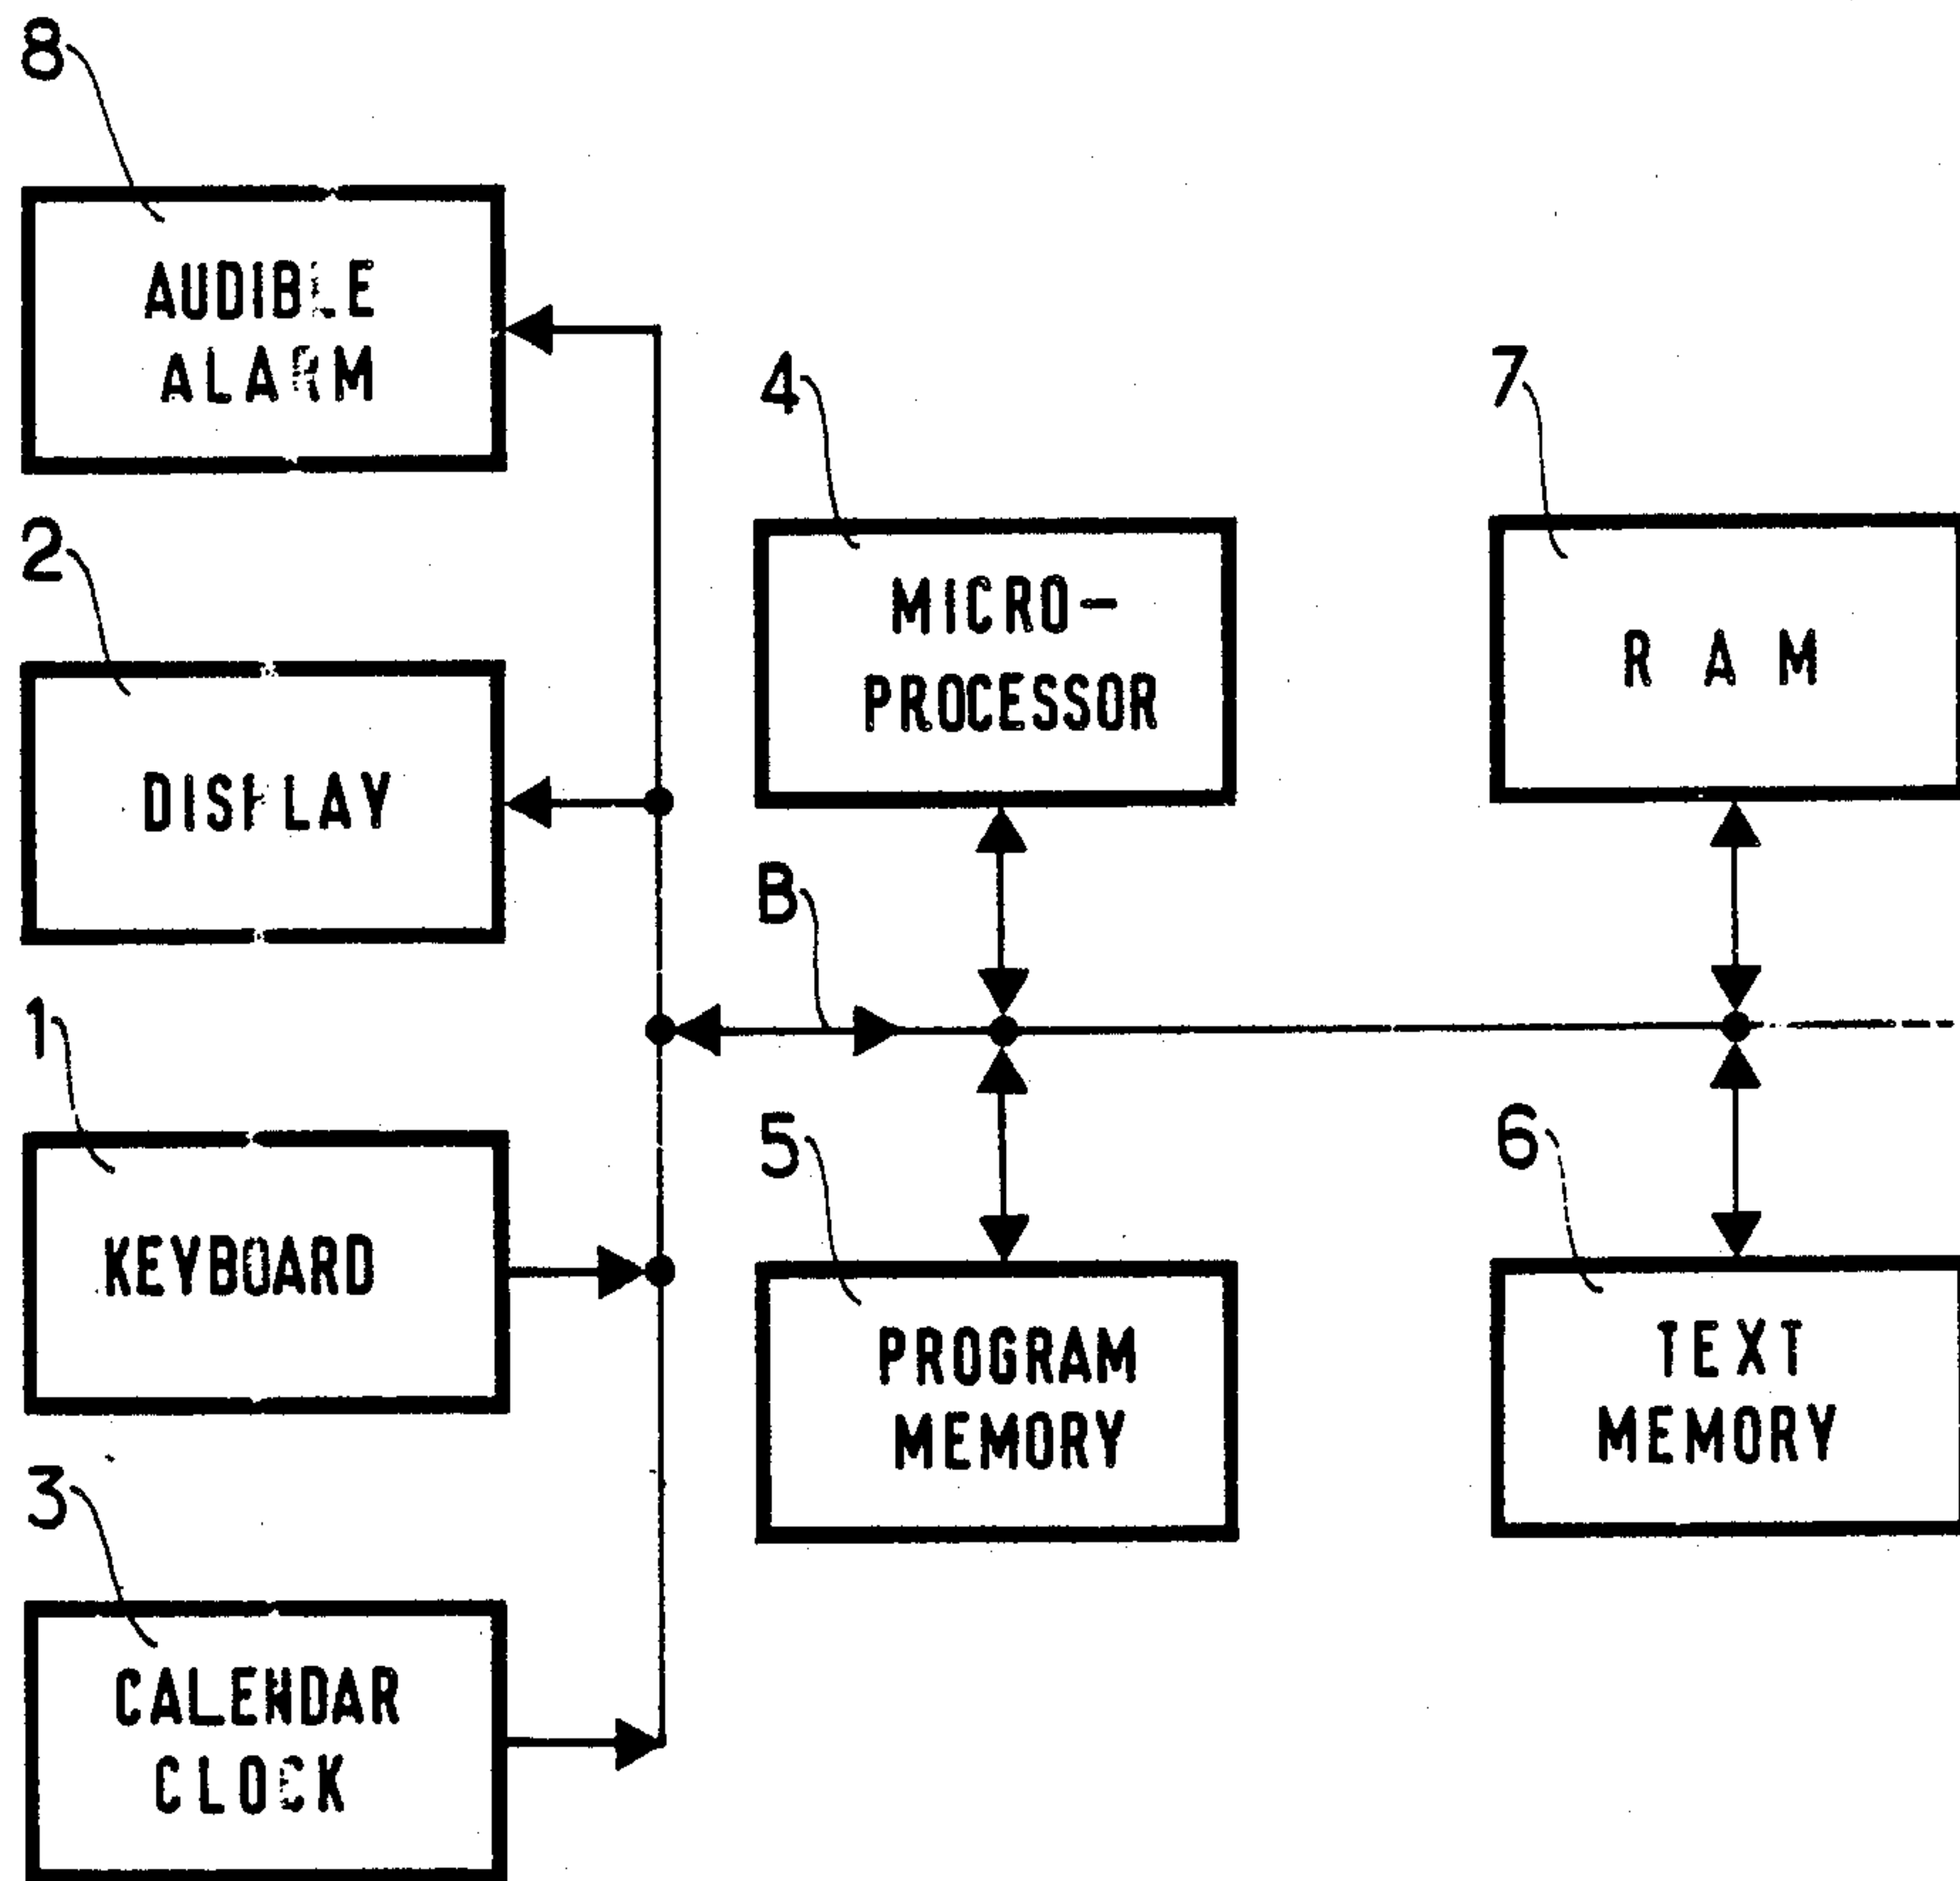 8
AUDIBLE
ALARM
2
DISPLAY
1
KEYBOARD
3
CALENDAR
CLOCK
4
MICRO-
PROCESSOR
B
5
PROGRAM
MEMORY
7
RAM
6
TEXT
MEMORY